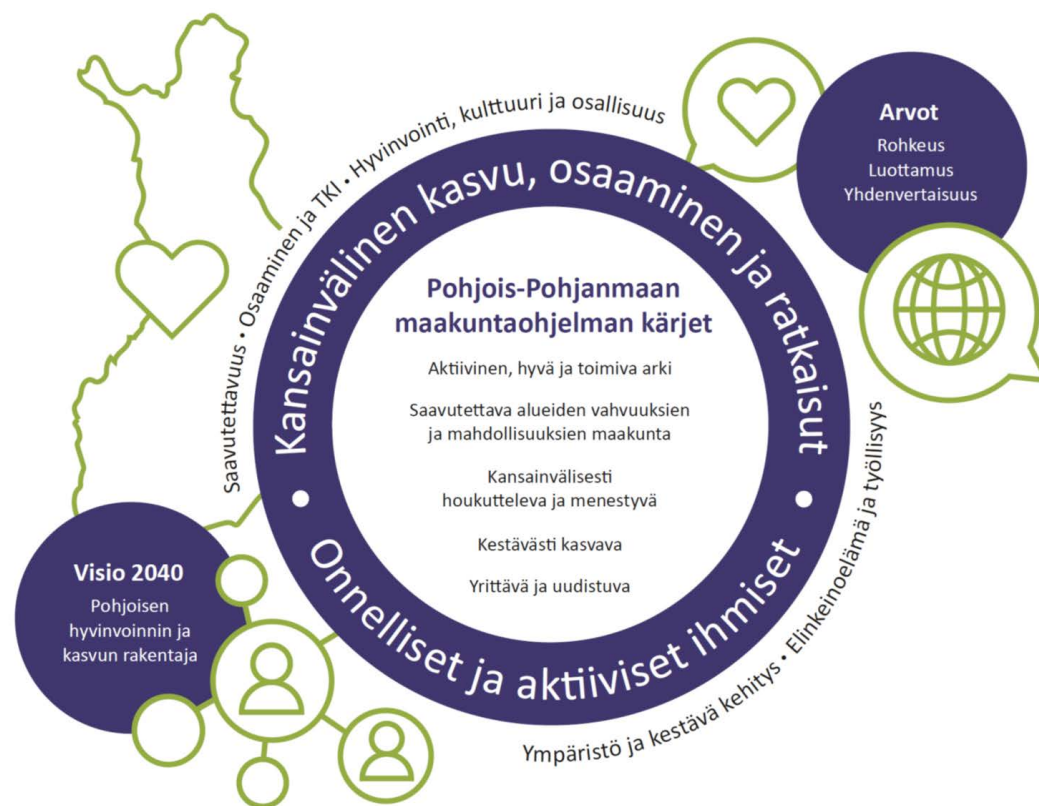 Saavutettavuus • Osaaminen ja TKI • Hyvinvointi, kulttuuri ja osallisuus
Kansainvälinen kasvu, osaaminen ja ratkaisut
Arvot
Rohkeus
Luottamus
Yhdenvertaisuus
Pohjois-Pohjanmaan
maakuntaohjelman kärjet
Aktiivinen, hyvä ja toimiva arki
Saavutettava alueiden vahvuuksien
ja mahdollisuuksien maakunta
Kansainvälisesti
houkutteleva ja menestyvä
Kestävästi kasvava
Yrittävä ja uudistuva
Visio 2040
Pohjoisen
hyvinvoinnin ja
kasvun rakentaja
Onnelliset ja aktiiviset ihmiset
Ympäristö ja kestävä kehitys • Elinkeinoelämä ja työllisyys